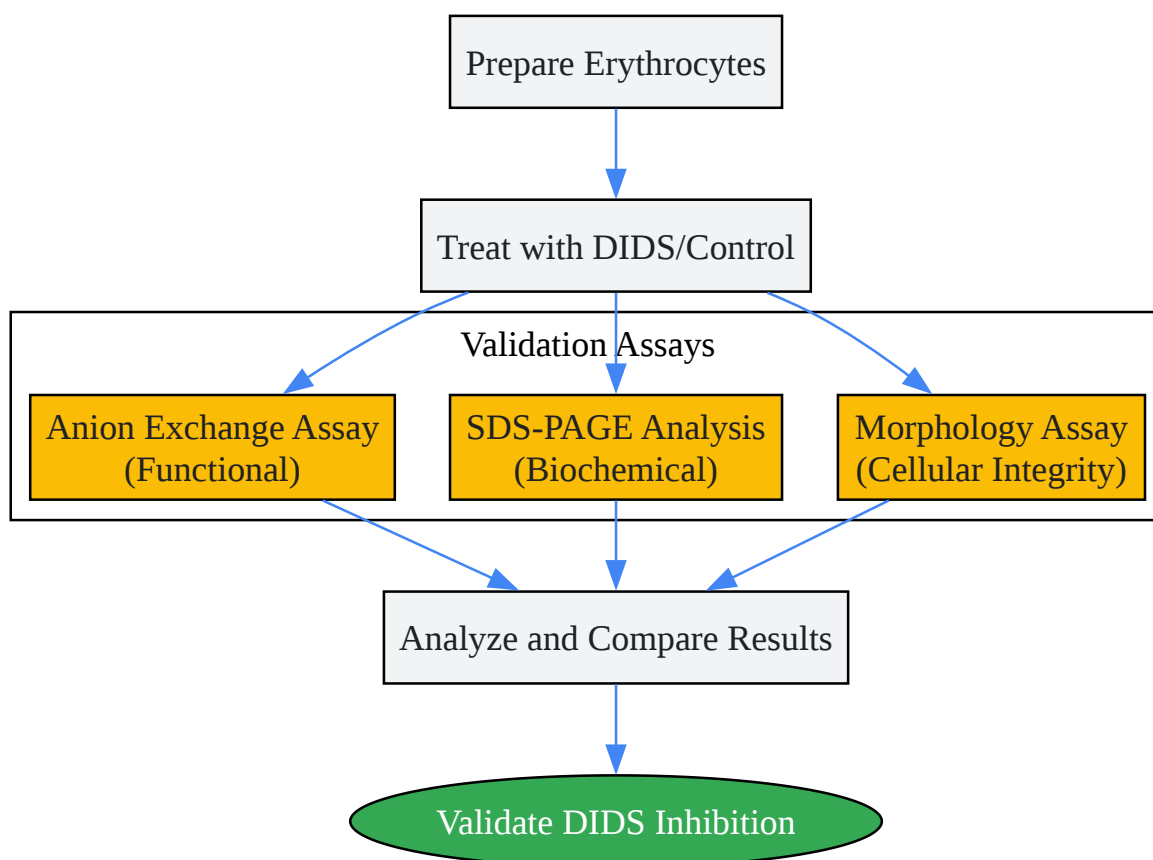 Prepare Erythrocytes
Treat with DIDS/Control
Validation Assays
Anion Exchange Assay
(Functional)
SDS-PAGE Analysis
(Biochemical)
Morphology Assay
(Cellular Integrity)
Analyze and Compare Results
Validate DIDS Inhibition